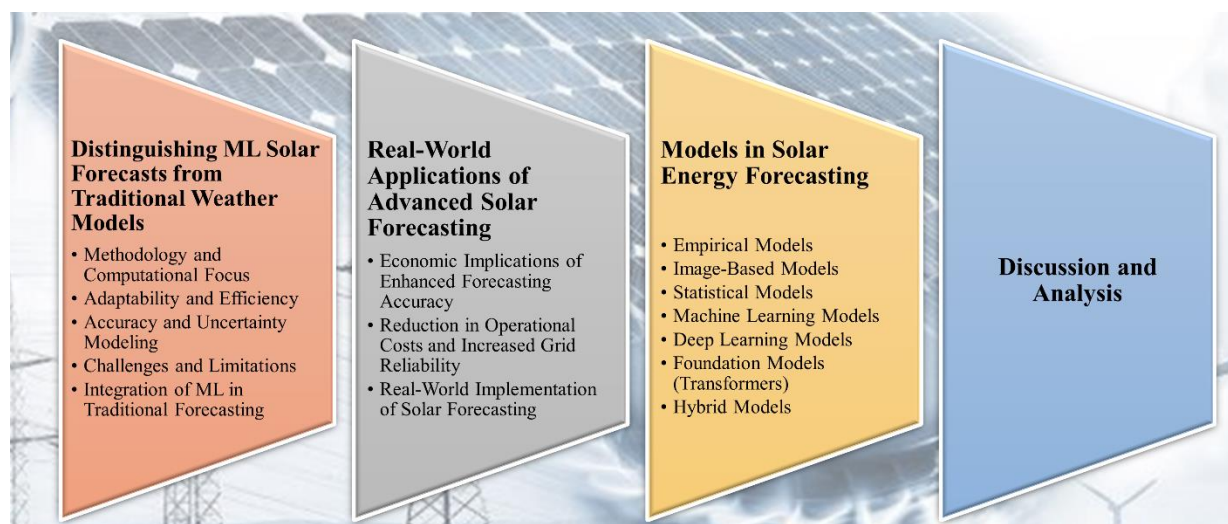 Distinguishing ML Solar
Forecasts from
Traditional Weather
Models
• Methodology and
Computational Focus
• Adaptability and Efficiency
• Accuracy and Uncertainty
Modeling
• Challenges and Limitations
• Integration of ML in
Traditional Forecasting
Real-World
Applications of
Advanced Solar
Forecasting
• Economic Implications of
Enhanced Forecasting
Accuracy
• Reduction in Operational
Costs and Increased Grid
Reliability
• Real-World Implementation
of Solar Forecasting
Models in Solar
Energy Forecasting
• Empirical Models
• Image-Based Models
• Statistical Models
• Machine Learning Models
• Deep Learning Models
• Foundation Models
(Transformers)
• Hybrid Models
Discussion and
Analysis